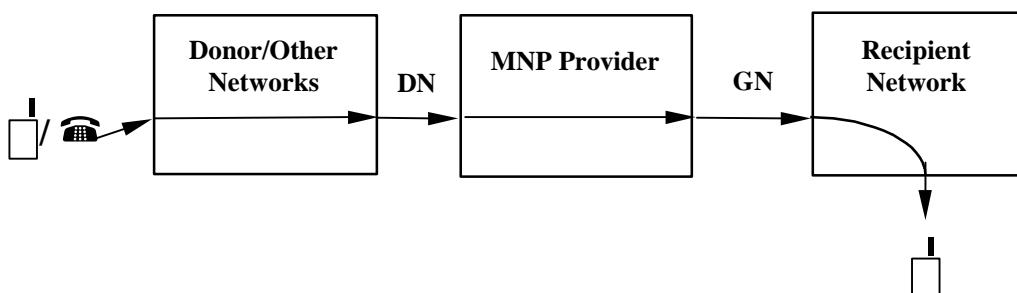 Donor/Other
Networks
DN
MNP Provider
GN
Recipient
Network
/